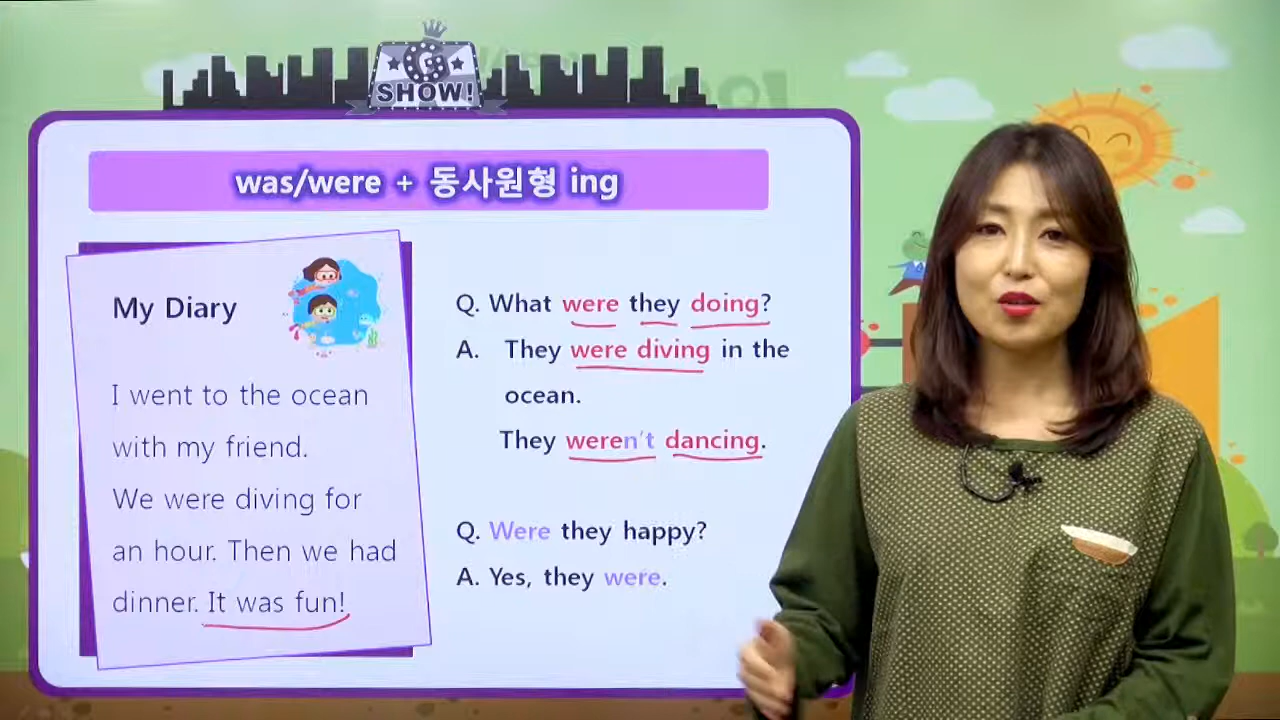 G
SHOW!
was/were + 동사원형 ing
My Diary
I went to the ocean
with my friend.
We were diving for
an hour. Then we had
dinner. It was fun!
Q. What were they doing?
A. They were diving in the
ocean.
They weren't dancing.
Q. Were they happy?
A. Yes, they were.